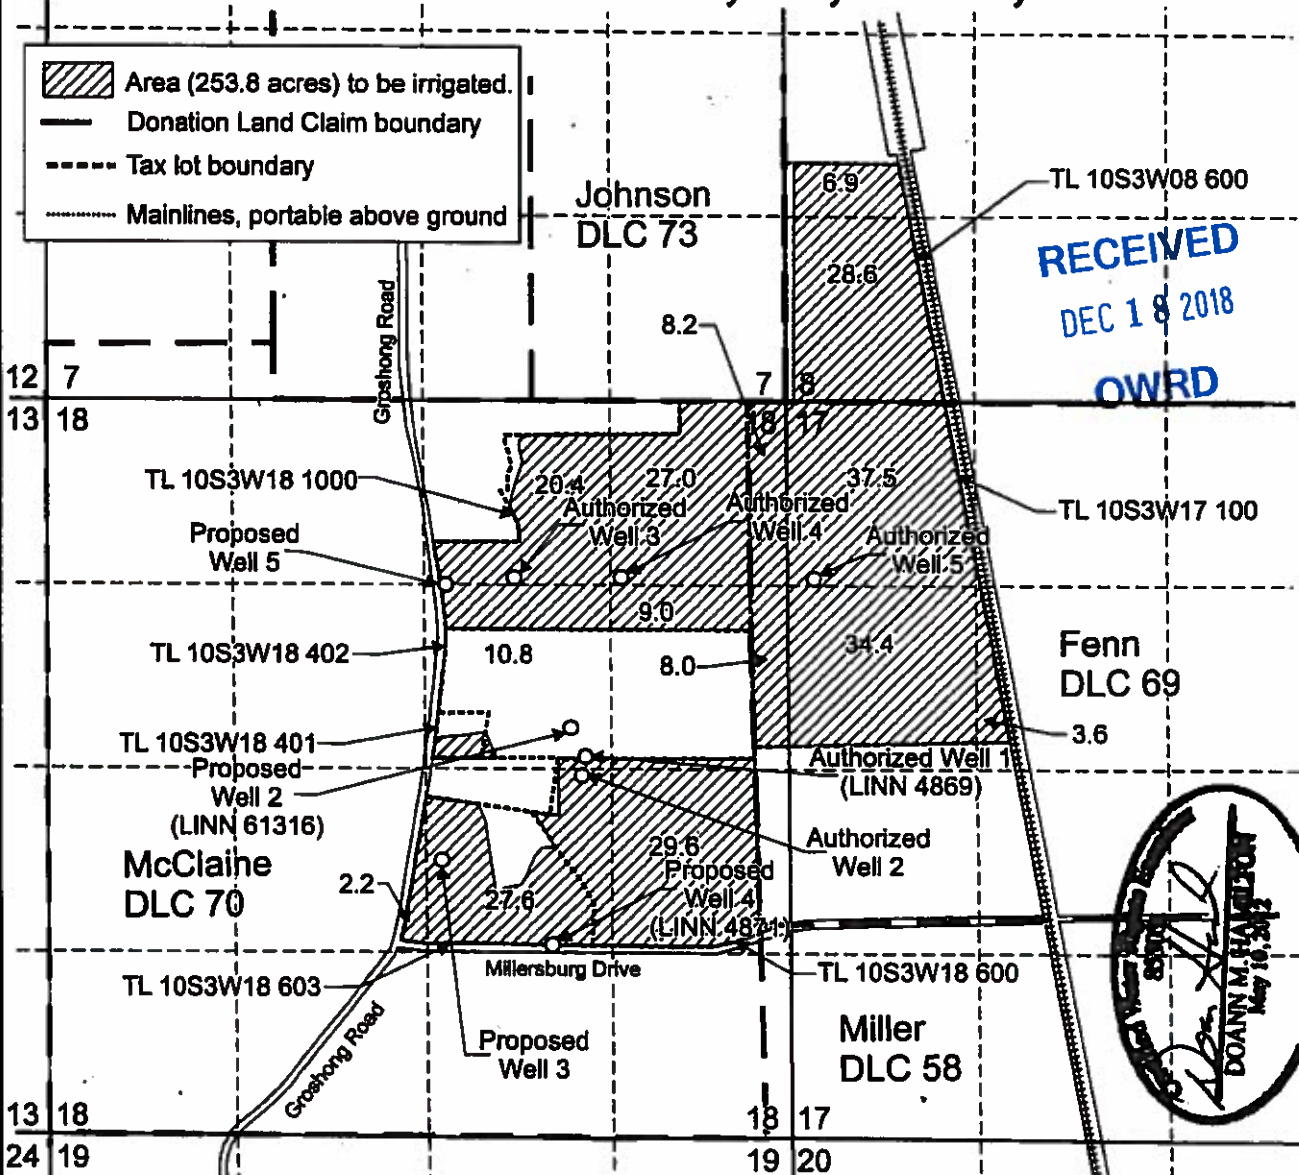 Area (253.8 acres) to be irrigated.
Donation Land Claim boundary
Tax lot boundary
Mainlines, portable above ground
Johnson
DLC 73
6.9
TL 10S3W08 600
RECEIVED
DEC 18 2018
OWRD
28.6
8.2
Groshong Road
12 7
7 8
13 18
18 17
TL 10S3W18 1000
20.4
27.0
37.5
Authorized
Well 3
Authorized
Well 4
TL 10S3W17 100
Proposed
Well 5
Authorized
Well 5
9.0
TL 10S3W18 402
10.8
8.0
34.4
Fenn
DLC 69
3.6
TL 10S3W18 401
Proposed
Well 2
(LINN 61316)
Authorized Well 1
(LINN 4869)
Authorized
Well 2
McClaine
DLC 70
2.2
29.6
27.6
Proposed
Well 4
(LINN 4871)
Millersburg Drive
TL 10S3W18 603
TL 10S3W18 600
Proposed
Well 3
Miller
DLC 58
Groshong Road
DOANN M. HAMILTON
May 10, 2012
13 18
18 17
24 19
19 20